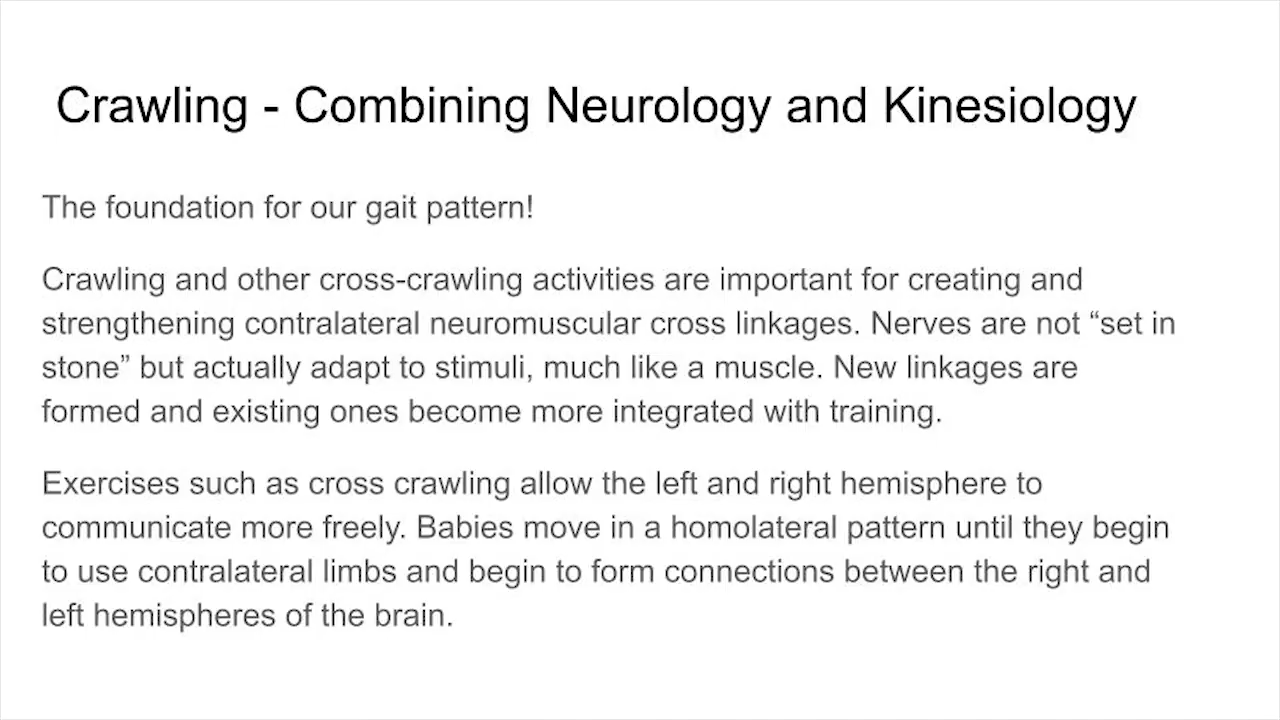 Crawling - Combining Neurology and Kinesiology
The foundation for our gait pattern!
Crawling and other cross-crawling activities are important for creating and
strengthening contralateral neuromuscular cross linkages. Nerves are not “set in
stone” but actually adapt to stimuli, much like a muscle. New linkages are
formed and existing ones become more integrated with training.
Exercises such as cross crawling allow the left and right hemisphere to
communicate more freely. Babies move in a homolateral pattern until they begin
to use contralateral limbs and begin to form connections between the right and
left hemispheres of the brain.